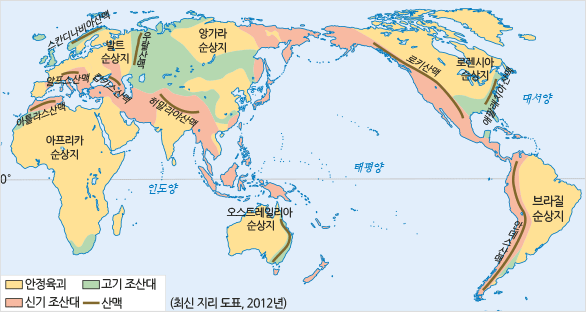 스칸디나비아산맥
발트
순상지
우랄산맥
앙가라
순상지
알프스산맥
캅카스산맥
아틀라스산맥
히말라야산맥
동해
아프리카
순상지
인도양
0°
태평양
오스트레일리아
순상지
로키산맥
로렌시아
순상지
애팔래치아산맥
대서양
브라질
순상지
안데스산맥
안정육괴
고기 조산대
신기 조산대
산맥
(최신 지리 도표, 2012년)